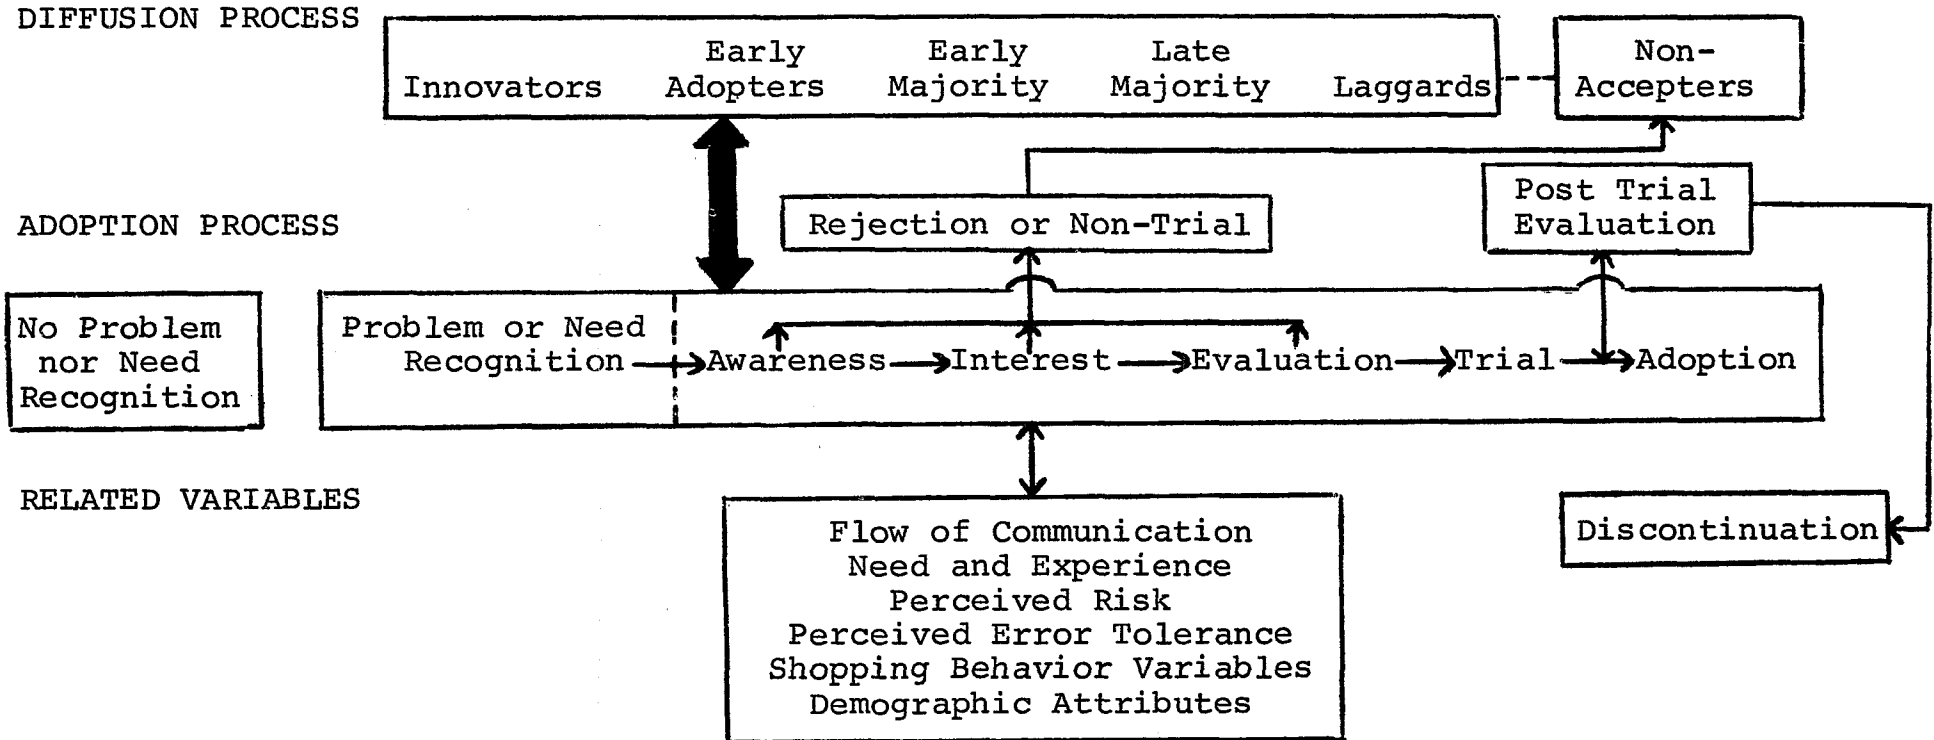 DIFFUSION PROCESS
Innovators
Early
Adopters
Early
Majority
Late
Majority
Laggards
Non-
Accepters
ADOPTION PROCESS
Rejection or Non-Trial
Post Trial
Evaluation
No Problem
nor Need
Recognition
Problem or Need
Recognition
Awareness
Interest
Evaluation
Trial
Adoption
RELATED VARIABLES
Flow of Communication
Need and Experience
Perceived Risk
Perceived Error Tolerance
Shopping Behavior Variables
Demographic Attributes
Discontinuation